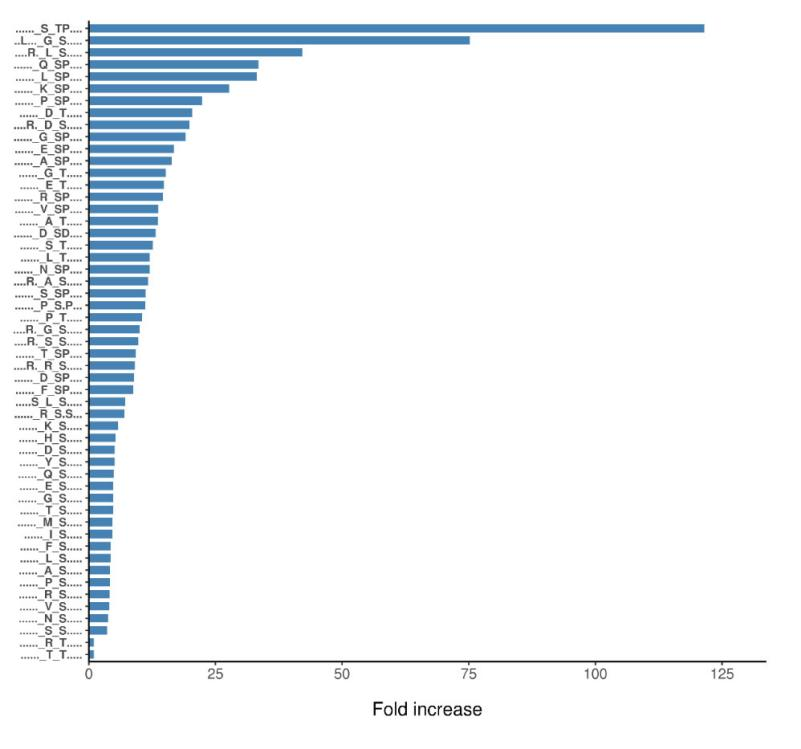 ......_S_TP....
..L..._G_S.....
....R._L_S.....
......_Q_SP....
......_L_SP....
......_K_SP....
......_P_SP....
......_D_T.....
....R._D_S.....
......_G_SP....
......_E_SP....
......_A_SP....
......_G_T.....
......_E_T.....
......_R_SP....
......_V_SP....
......_A_T.....
......_D_SD....
......_S_T.....
......_L_T.....
......_N_SP....
....R._A_S.....
......_S_SP....
......_P_S.P...
......_P_T.....
....R._G_S.....
....R._S_S.....
......_T_SP....
....R._R_S.....
......_D_SP....
......_F_SP....
.....S_L_S.....
......_R_S.S...
......_K_S.....
......_H_S.....
......_D_S.....
......_Y_S.....
......_Q_S.....
......_E_S.....
......_G_S.....
......_T_S.....
......_M_S.....
......_I_S.....
......_F_S.....
......_L_S.....
......_A_S.....
......_P_S.....
......_R_S.....
......_V_S.....
......_N_S.....
......_S_S.....
......_R_T.....
......_T_T.....
0 25 50 75 100 125
Fold increase